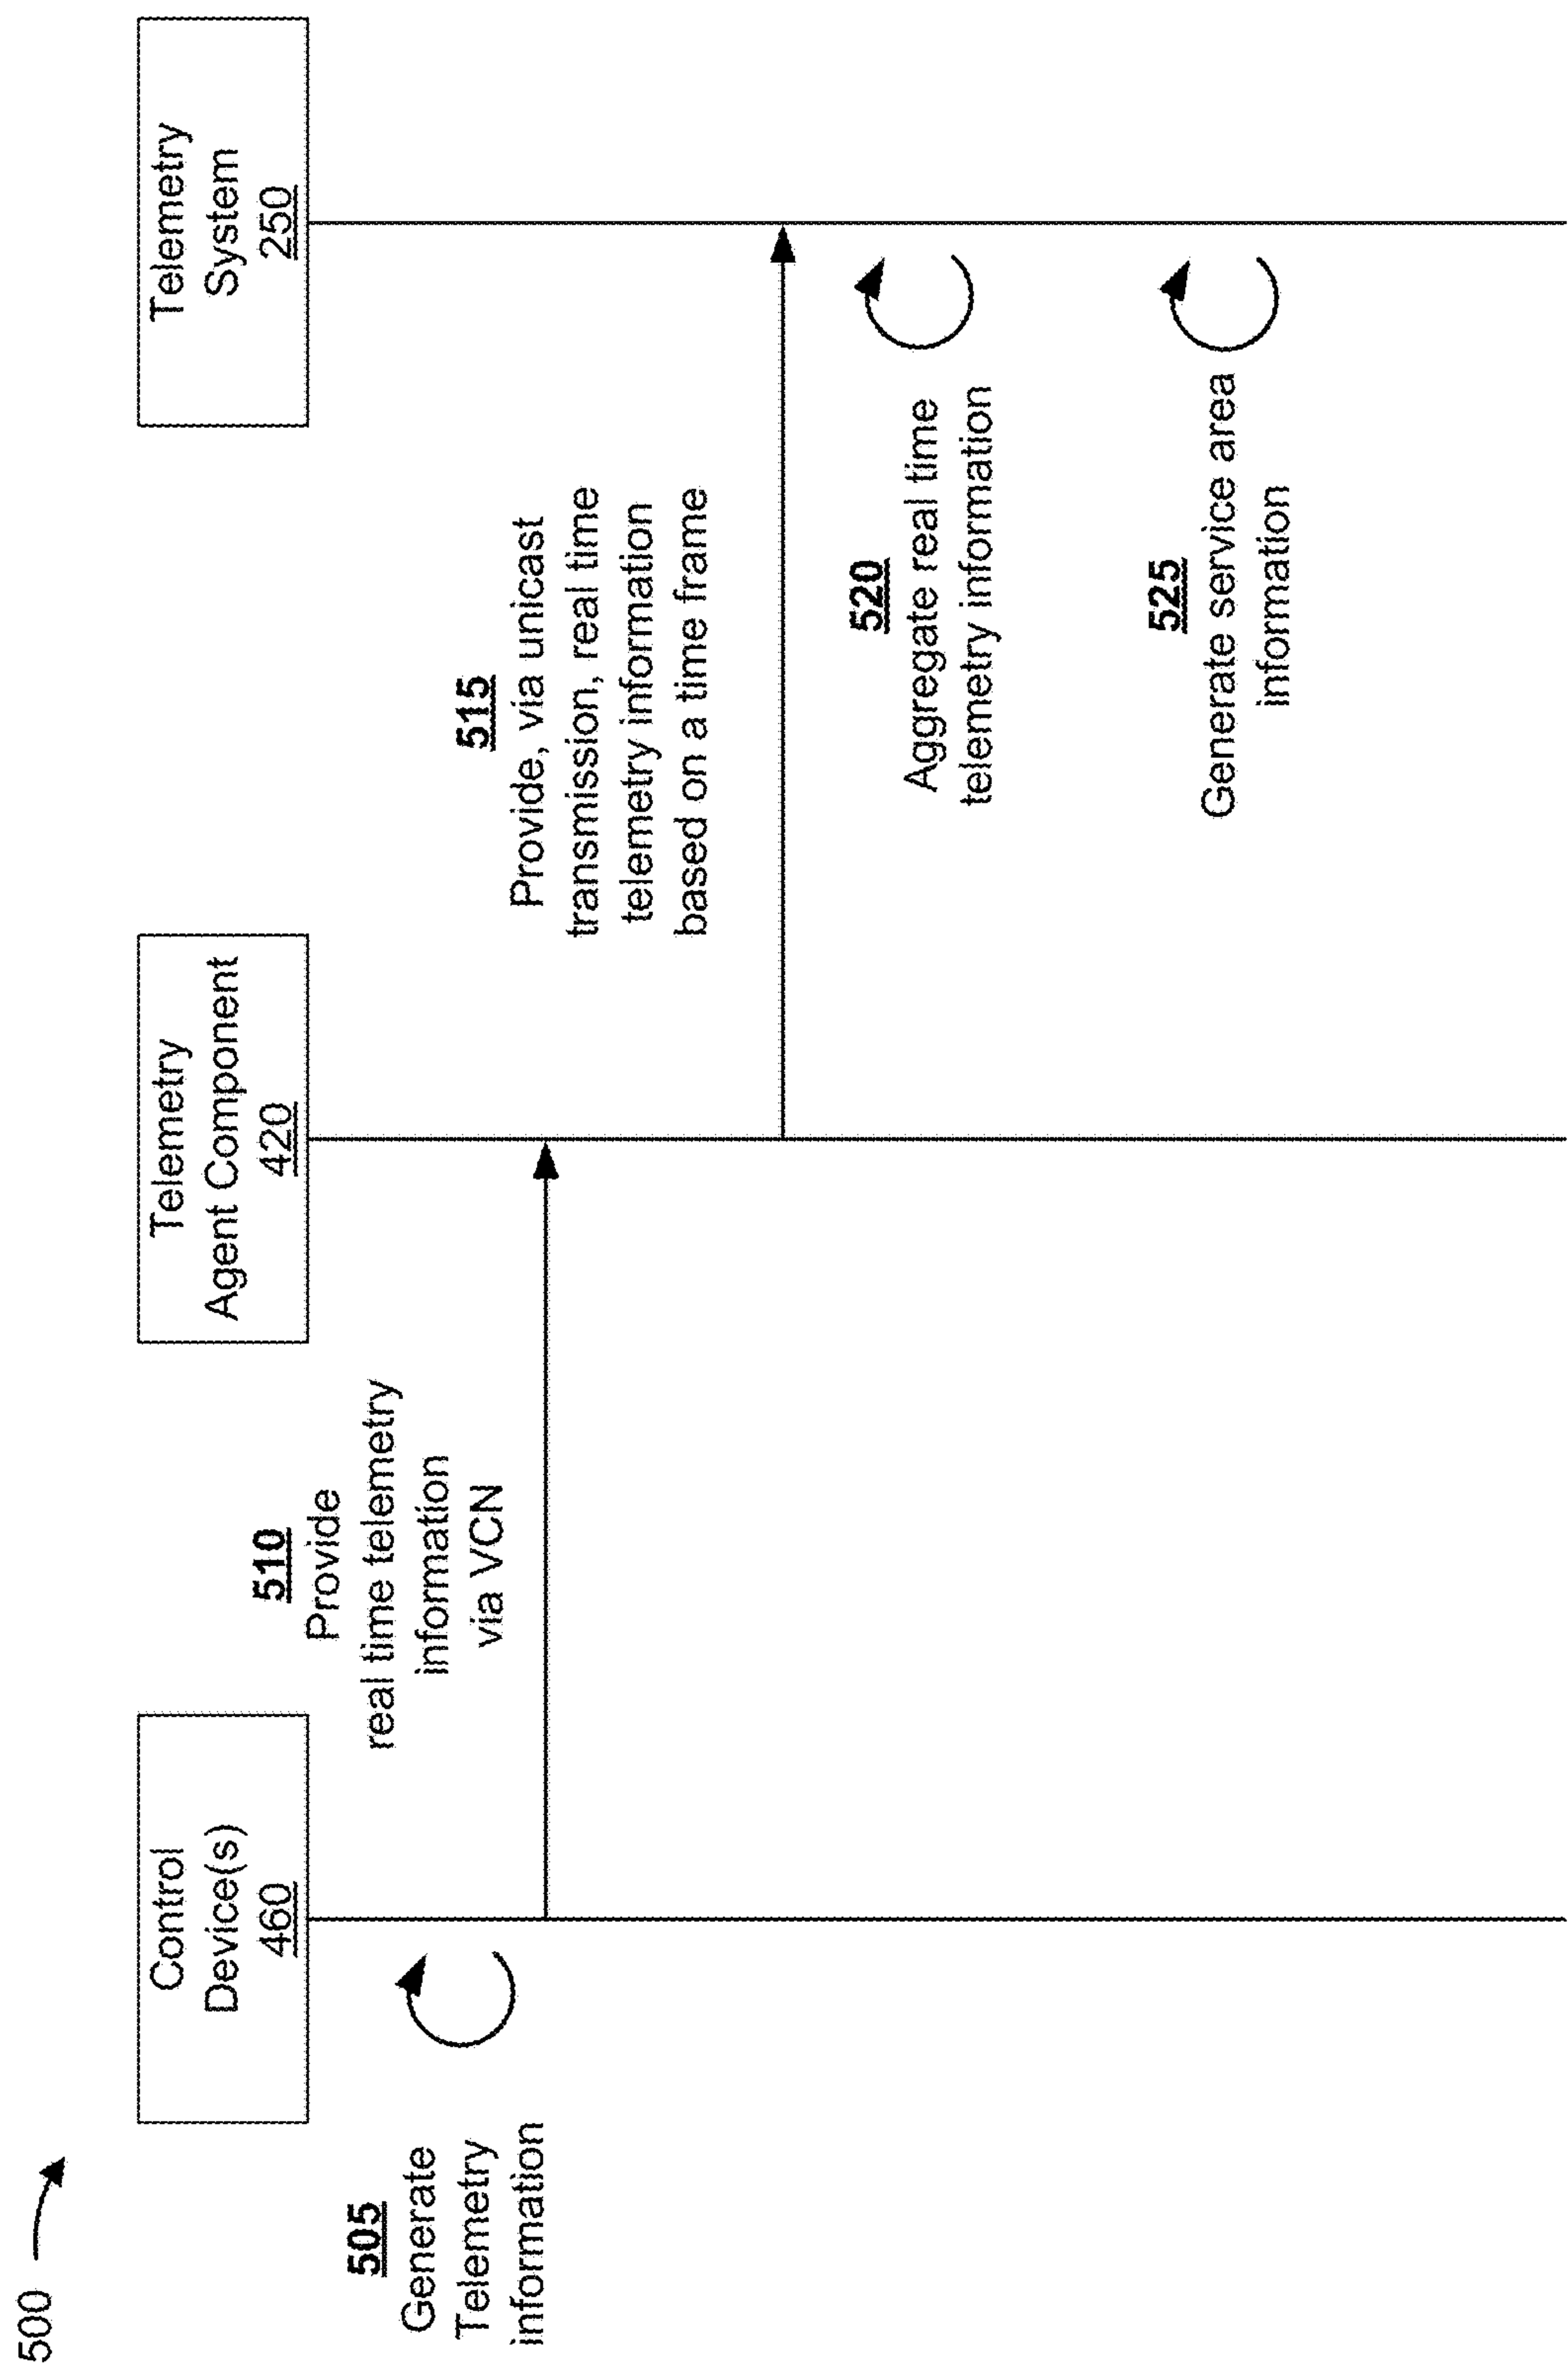 500
Control
Device(s)
460
Telemetry
Agent Component
420
Telemetry
System
250
505
Generate
Telemetry
information
510
Provide
real time telemetry
information
via VCN
515
Provide, via unicast
transmission, real time
telemetry information
based on a time frame
520
Aggregate real time
telemetry information
525
Generate service area
information